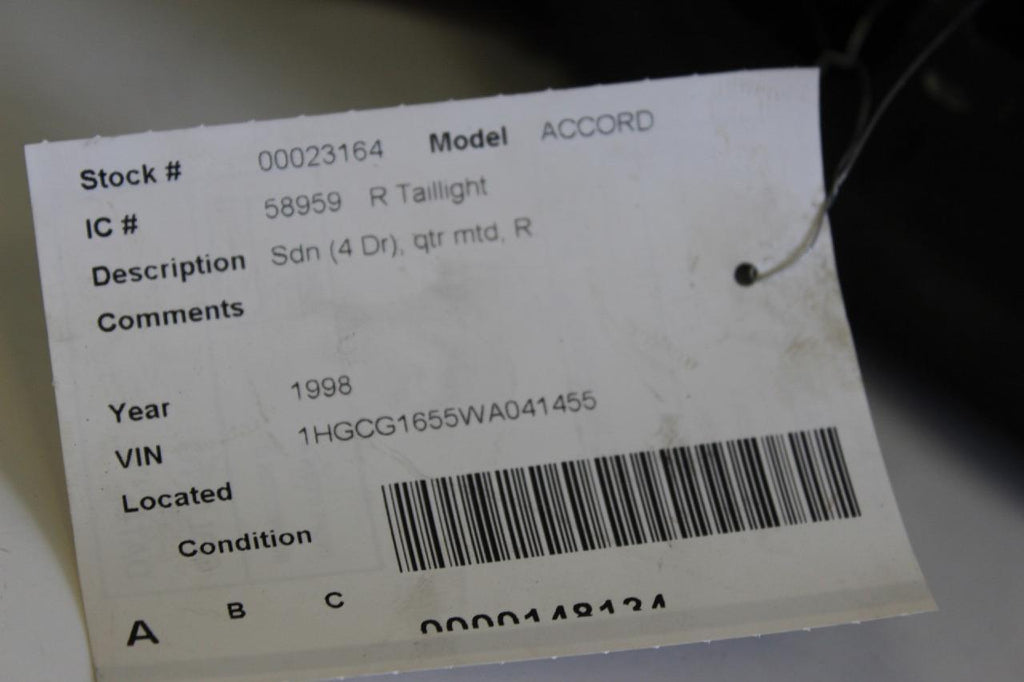 Stock # 00023164 Model ACCORD
IC # 58959 R Taillight
Description Sdn (4 Dr), qtr mtd, R
Comments
Year 1998
VIN 1HGCG1655WA041455
Located
Condition
A B C